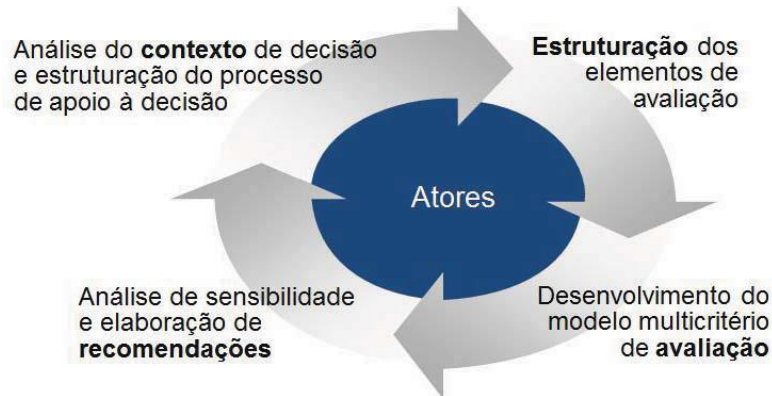 Análise do contexto de decisão
e estruturação do processo
de apoio à decisão
Estruturação dos
elementos de
avaliação
Atores
Análise de sensibilidade
e elaboração de
recomendações
Desenvolvimento do
modelo multicritério
de avaliação